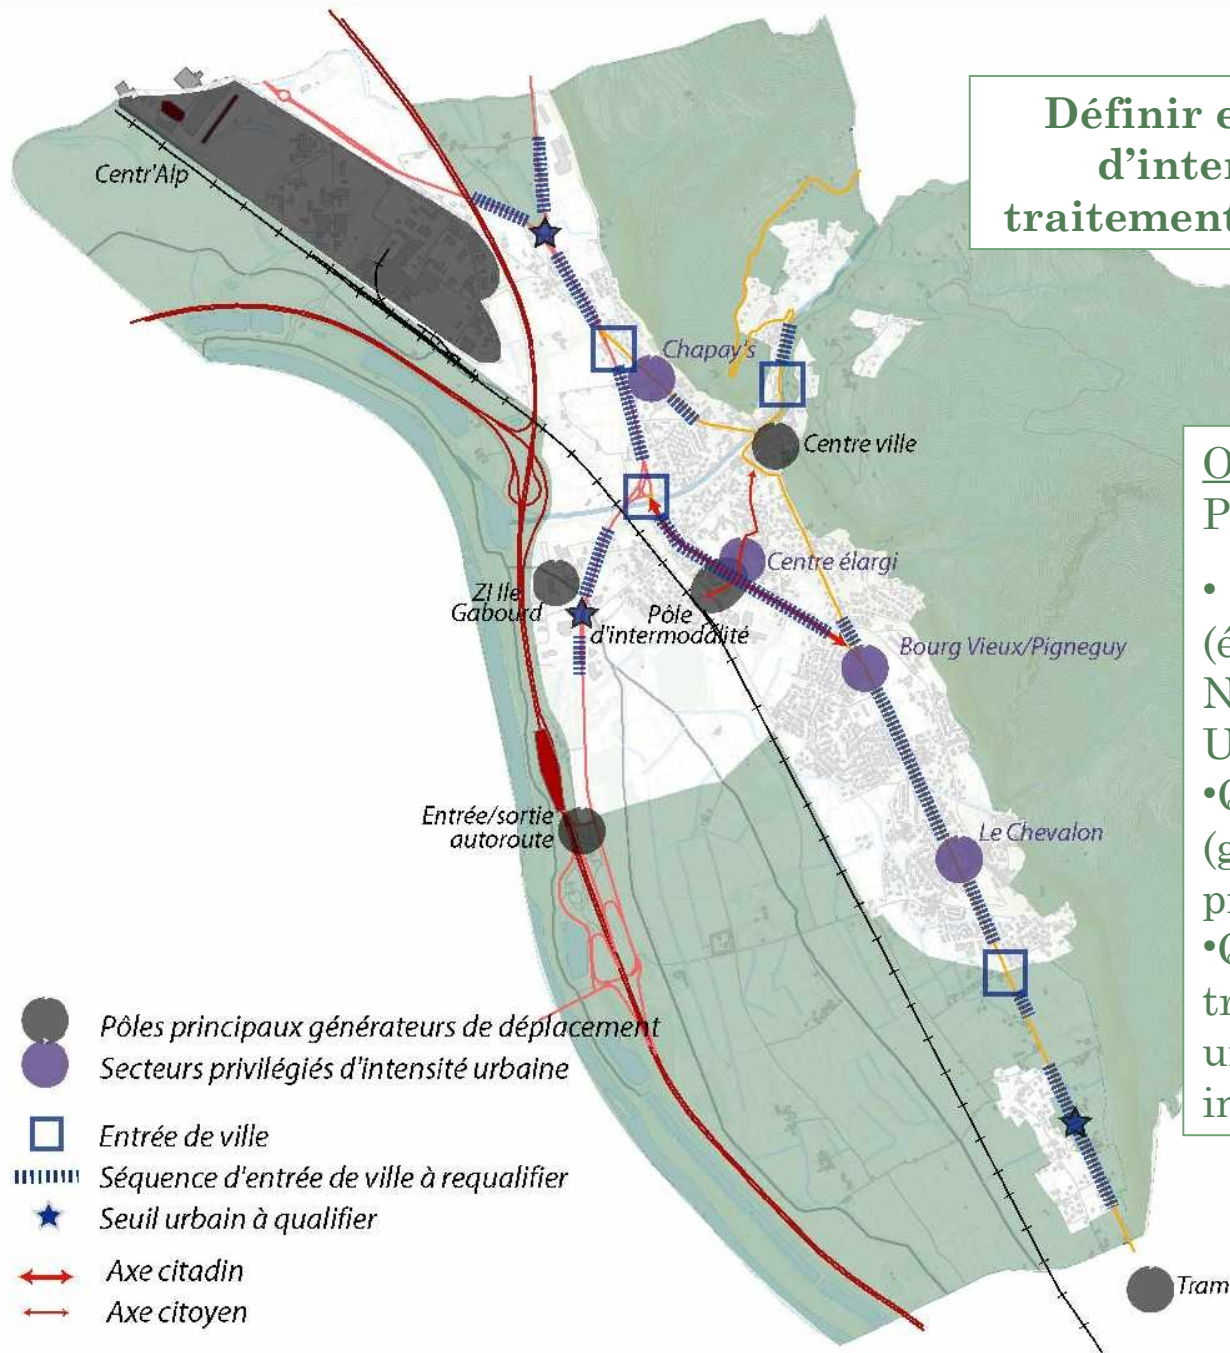 Définir e
d'inter
traitement
Centr'Alp
Chapay's
Centre ville
O
P
•
(é
N
U
•Q
(g
p
•Q
tr
u
in
Centre élargi
ZI Ile
Gabourd
Pôle
d'intermodalité
Bourg Vieux/Pigneguy
Entrée/sortie
autoroute
Le Chevalon
Pôles principaux générateurs de déplacement
Secteurs privilégiés d'intensité urbaine
Entrée de ville
Séquence d'entrée de ville à requalifier
Seuil urbain à qualifier
Axe citadin
Axe citoyen
Tram